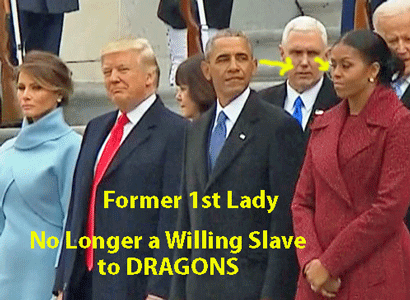 Former 1st Lady
No Longer a Willing Slave
to DRAGONS